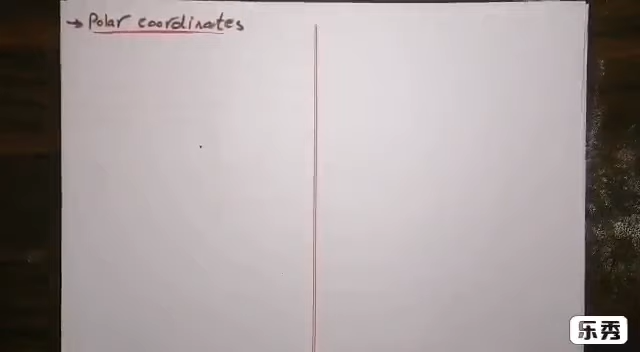 → Polar coordinates
乐秀